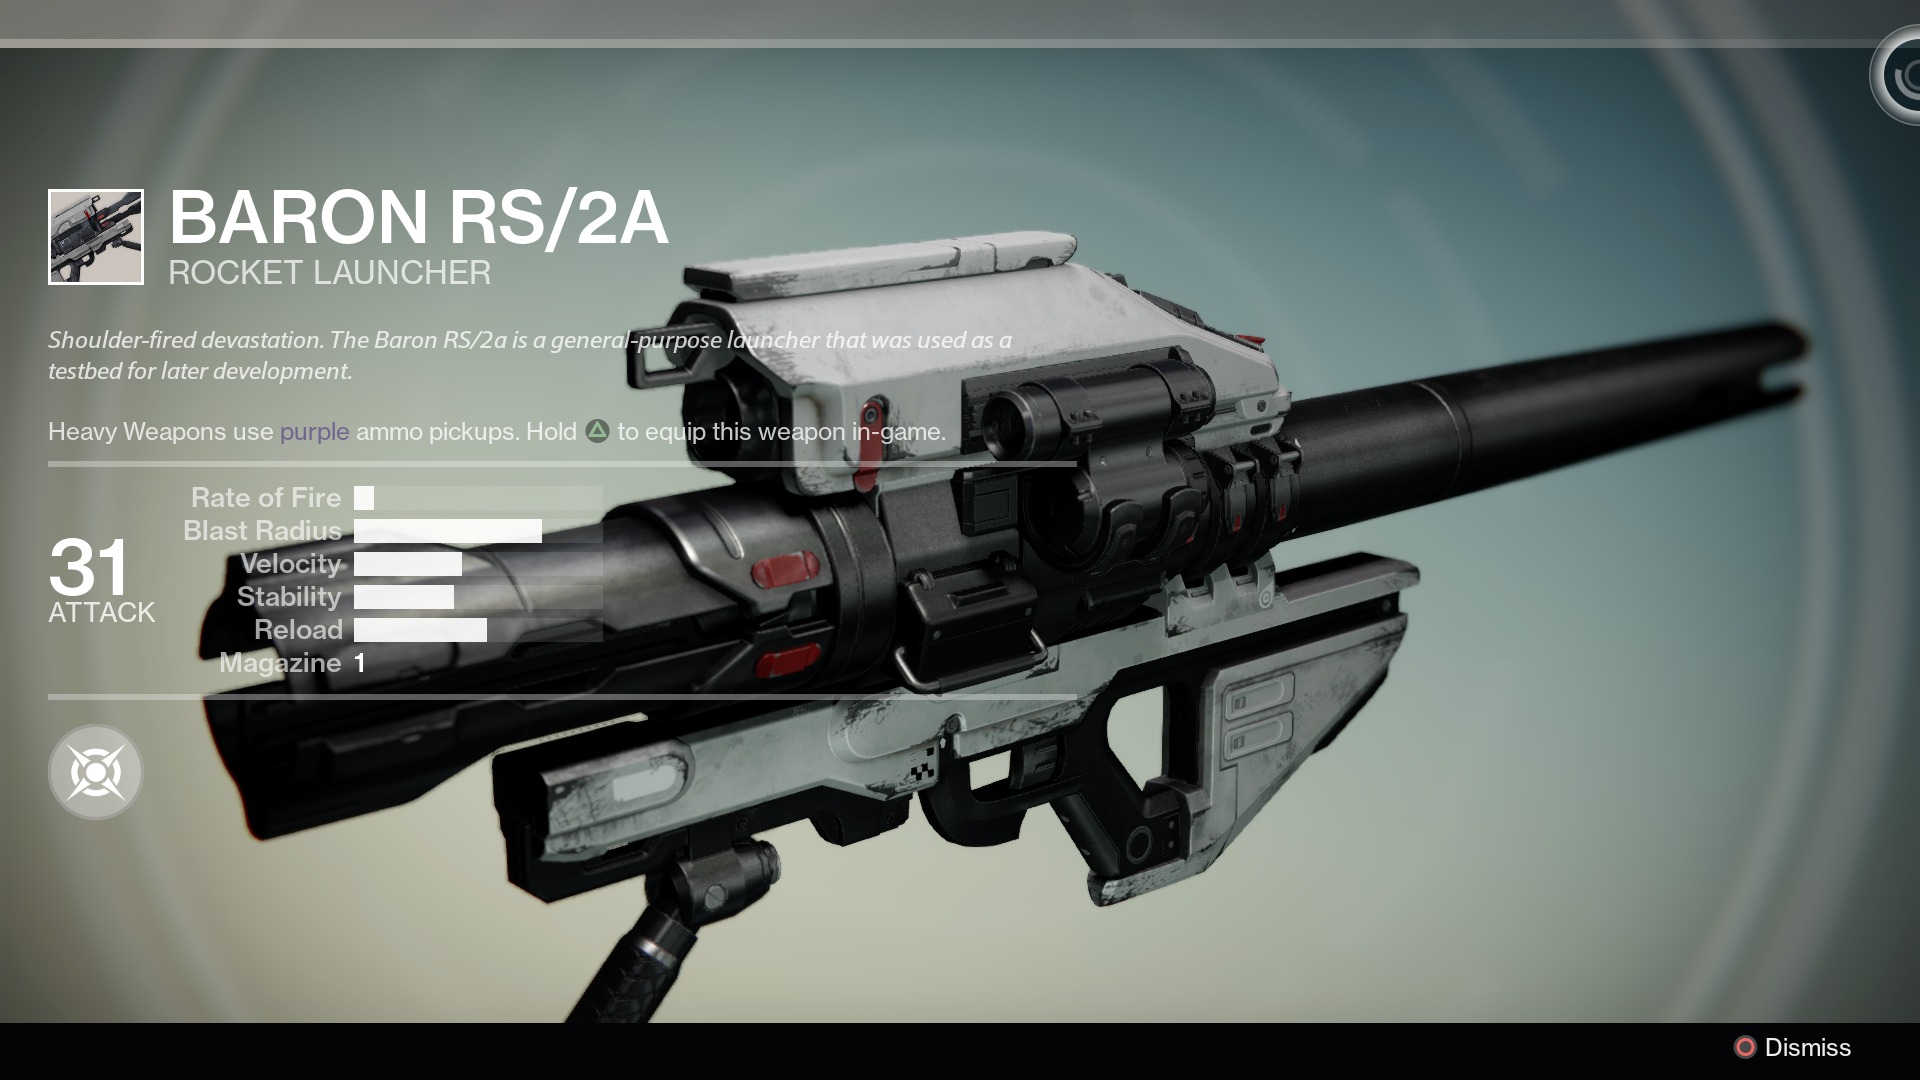 BARON RS/2A
ROCKET LAUNCHER
Shoulder-fired devastation. The Baron RS/2a is a general-purpose launcher that was used as a
testbed for later development.
Heavy Weapons use purple ammo pickups. Hold to equip this weapon in-game.
31
ATTACK
Rate of Fire
Blast Radius
Velocity
Stability
Reload
Magazine 1
Dismiss